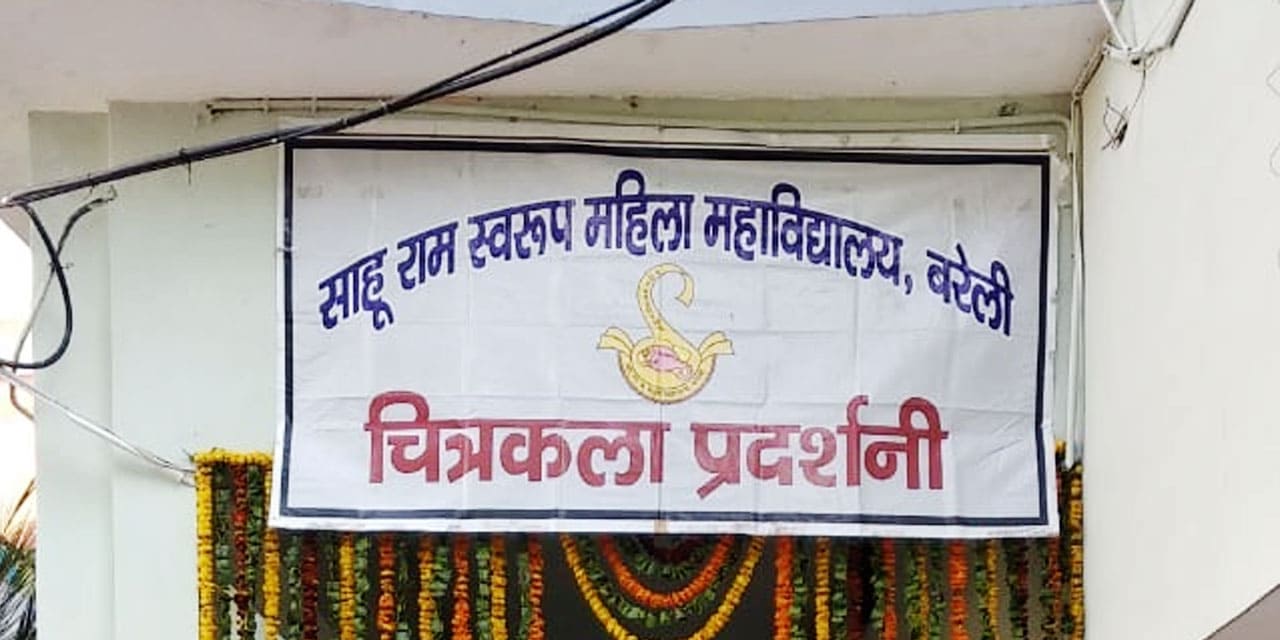 साहू राम स्वरूप महिला महाविद्यालय, बरेली
चित्रकला प्रदर्शनी